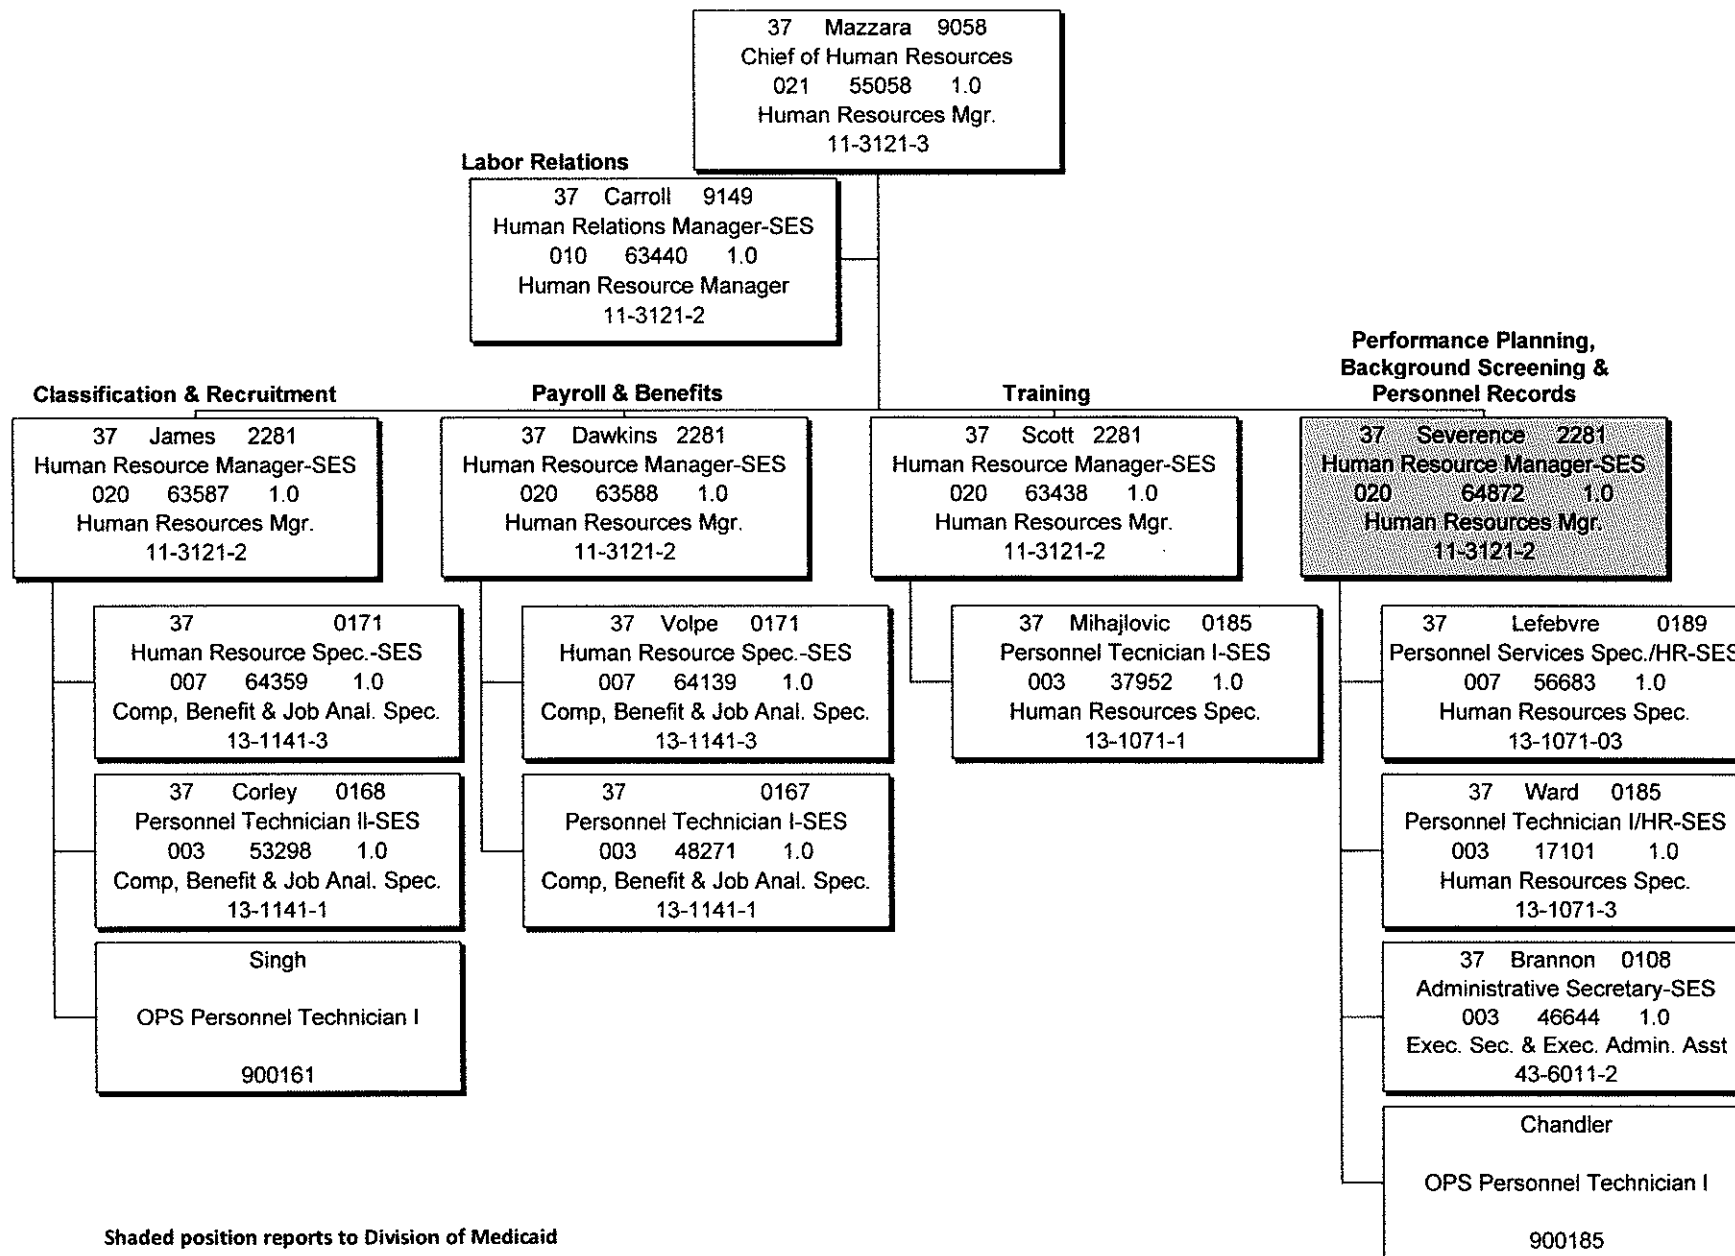 37 Mazzara 9058
Chief of Human Resources
021 55058 1.0
Human Resources Mgr.
11-3121-3
Labor Relations
37 Carroll 9149
Human Relations Manager-SES
010 63440 1.0
Human Resource Manager
11-3121-2
Classification & Recruitment
37 James 2281
Human Resource Manager-SES
020 63587 1.0
Human Resources Mgr.
11-3121-2
37 0171
Human Resource Spec.-SES
007 64359 1.0
Comp, Benefit & Job Anal. Spec.
13-1141-3
37 Corley 0168
Personnel Technician II-SES
003 53298 1.0
Comp, Benefit & Job Anal. Spec.
13-1141-1
Singh
OPS Personnel Technician I
900161
Payroll & Benefits
37 Dawkins 2281
Human Resource Manager-SES
020 63588 1.0
Human Resources Mgr.
11-3121-2
37 Volpe 0171
Human Resource Spec.-SES
007 64139 1.0
Comp, Benefit & Job Anal. Spec.
13-1141-3
37 0167
Personnel Technician I-SES
003 48271 1.0
Comp, Benefit & Job Anal. Spec.
13-1141-1
Training
37 Scott 2281
Human Resource Manager-SES
020 63438 1.0
Human Resources Mgr.
11-3121-2
37 Mihajlovic 0185
Personnel Tecnician I-SES
003 37952 1.0
Human Resources Spec.
13-1071-1
Performance Planning,
Background Screening &
Personnel Records
37 Severence 2281
Human Resource Manager-SES
020 64872 1.0
Human Resources Mgr.
11-3121-2
37 Lefebvre 0189
Personnel Services Spec./HR-SES
007 56683 1.0
Human Resources Spec.
13-1071-03
37 Ward 0185
Personnel Technician I/HR-SES
003 17101 1.0
Human Resources Spec.
13-1071-3
37 Brannon 0108
Administrative Secretary-SES
003 46644 1.0
Exec. Sec. & Exec. Admin. Asst
43-6011-2
Chandler
OPS Personnel Technician I
900185
Shaded position reports to Division of Medicaid